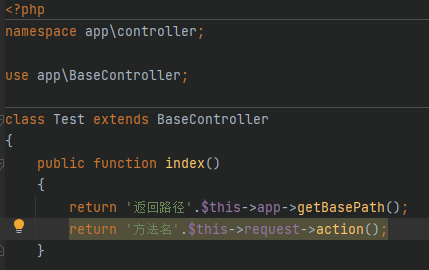 <?php
namespace app\controller;
use app\BaseController;
class Test extends BaseController
{
public function index()
{
return '返回路径'.$this->app->getBasePath();
return '方法名'.$this->request->action();
}